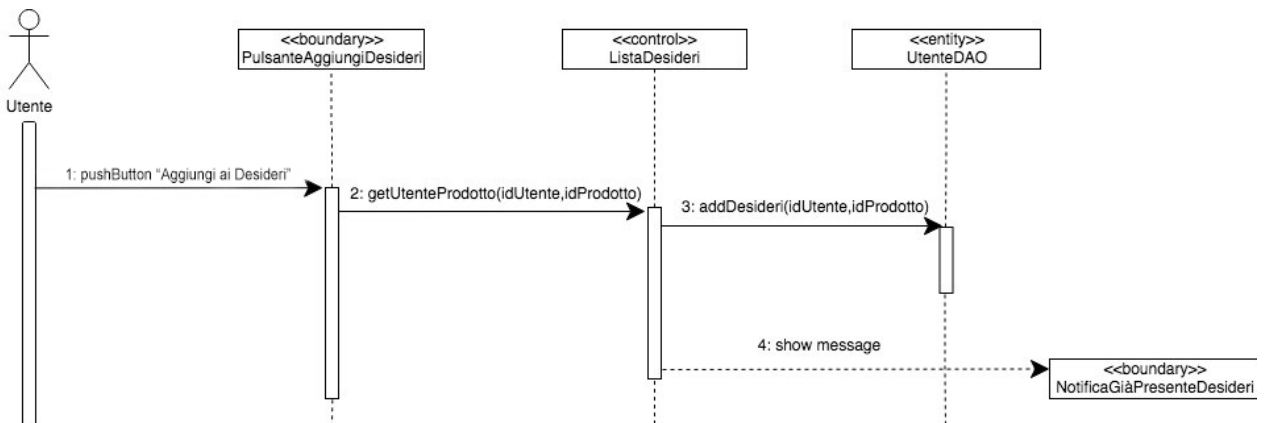 <<boundary>>
PulsanteAggiungiDesideri
<<control>>
ListaDesideri
<<entity>>
UtenteDAO
Utente
1: pushButton “Aggiungi ai Desideri”
2: getUtenteProdotto(idUtente,idProdotto)
3: addDesideri(idUtente,idProdotto)
4: show message
<<boundary>>
NotificaGiàPresenteDesideri